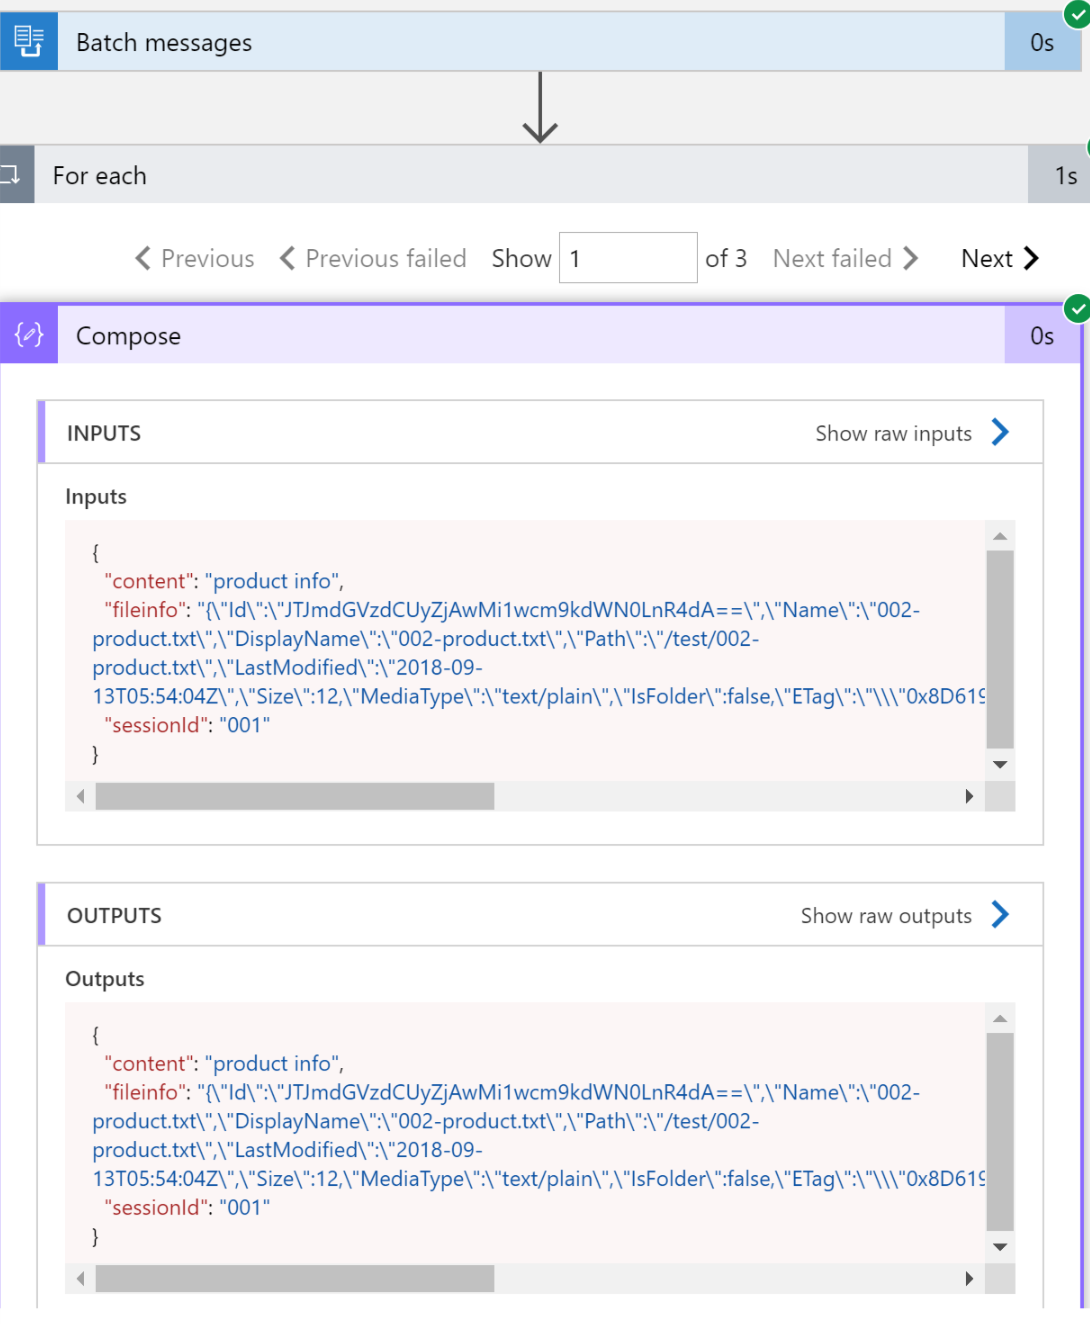 Batch messages 0s
For each 1s
Previous Previous failed Show 1 of 3 Next failed Next
Compose 0s
INPUTS Show raw inputs
Inputs
{
"content": "product info",
"fileinfo": "{\"Id\":\"JTJmdGVzdCUyZjAwMi1wcm9kdWN0LnR4dA==\",\"Name\":\"002-
product.txt\",\"DisplayName\":\"002-product.txt\",\"Path\":\"/test/002-
product.txt\",\"LastModified\":\"2018-09-
13T05:54:04Z\",\"Size\":12,\"MediaType\":\"text/plain\",\"IsFolder\":false,\"ETag\":\"\\\"0x8D619
"sessionId": "001"
}
OUTPUTS Show raw outputs
Outputs
{
"content": "product info",
"fileinfo": "{\"Id\":\"JTJmdGVzdCUyZjAwMi1wcm9kdWN0LnR4dA==\",\"Name\":\"002-
product.txt\",\"DisplayName\":\"002-product.txt\",\"Path\":\"/test/002-
product.txt\",\"LastModified\":\"2018-09-
13T05:54:04Z\",\"Size\":12,\"MediaType\":\"text/plain\",\"IsFolder\":false,\"ETag\":\"\\\"0x8D619
"sessionId": "001"
}